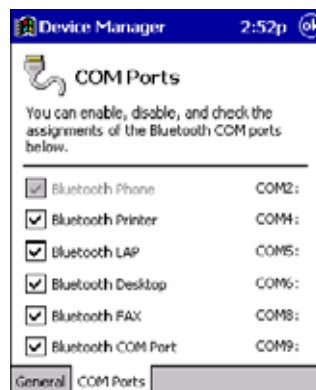 Device Manager 2:52p ok
COM Ports
You can enable, disable, and check the
assignments of the Bluetooth COM ports
below.
Bluetooth Phone COM2:
Bluetooth Printer COM4:
Bluetooth LAP COM5:
Bluetooth Desktop COM6:
Bluetooth FAX COM8:
Bluetooth COM Port COM9:
General COM Ports